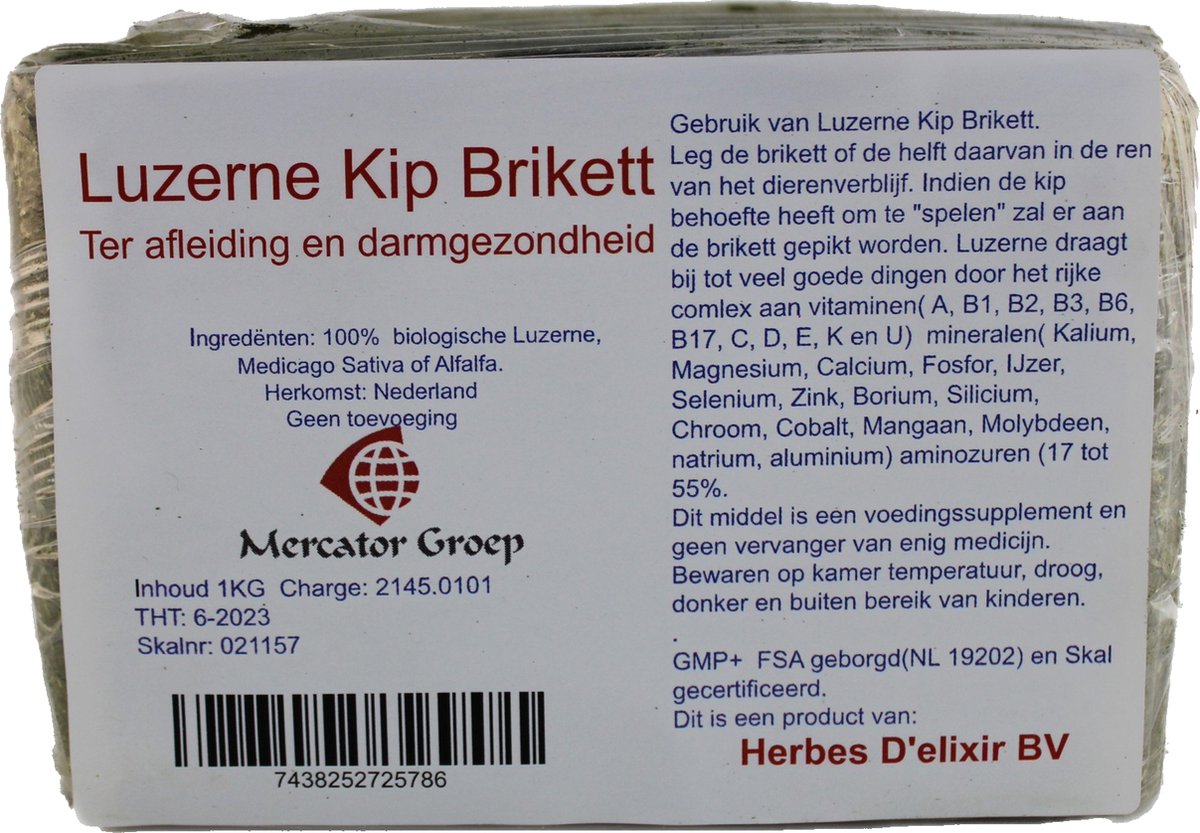 Luzerne Kip Brikett
Ter afleiding en darmgezondheid
Ingredënten: 100% biologische Luzerne,
Medicago Sativa of Alfalfa.
Herkomst: Nederland
Geen toevoeging
Mercator Groep
Inhoud 1KG Charge: 2145.0101
THT: 6-2023
Skalnr: 021157
7438252725786
Gebruik van Luzerne Kip Brikett.
Leg de brikett of de helft daarvan in de ren
van het dierenverblijf. Indien de kip
behoefte heeft om te "spelen" zal er aan
de brikett gepikt worden. Luzerne draagt
bij tot veel goede dingen door het rijke
comlex aan vitaminen( A, B1, B2, B3, B6,
B17, C, D, E, K en U) mineralen( Kalium,
Magnesium, Calcium, Fosfor, IJzer,
Selenium, Zink, Borium, Silicium,
Chroom, Cobalt, Mangaan, Molybdeen,
natrium, aluminium) aminozuren (17 tot
55%.
Dit middel is een voedingssupplement en
geen vervanger van enig medicijn.
Bewaren op kamer temperatuur, droog,
donker en buiten bereik van kinderen.
.
GMP+ FSA geborgd(NL 19202) en Skal
gecertificeerd.
Dit is een product van:
Herbes D'elixir BV